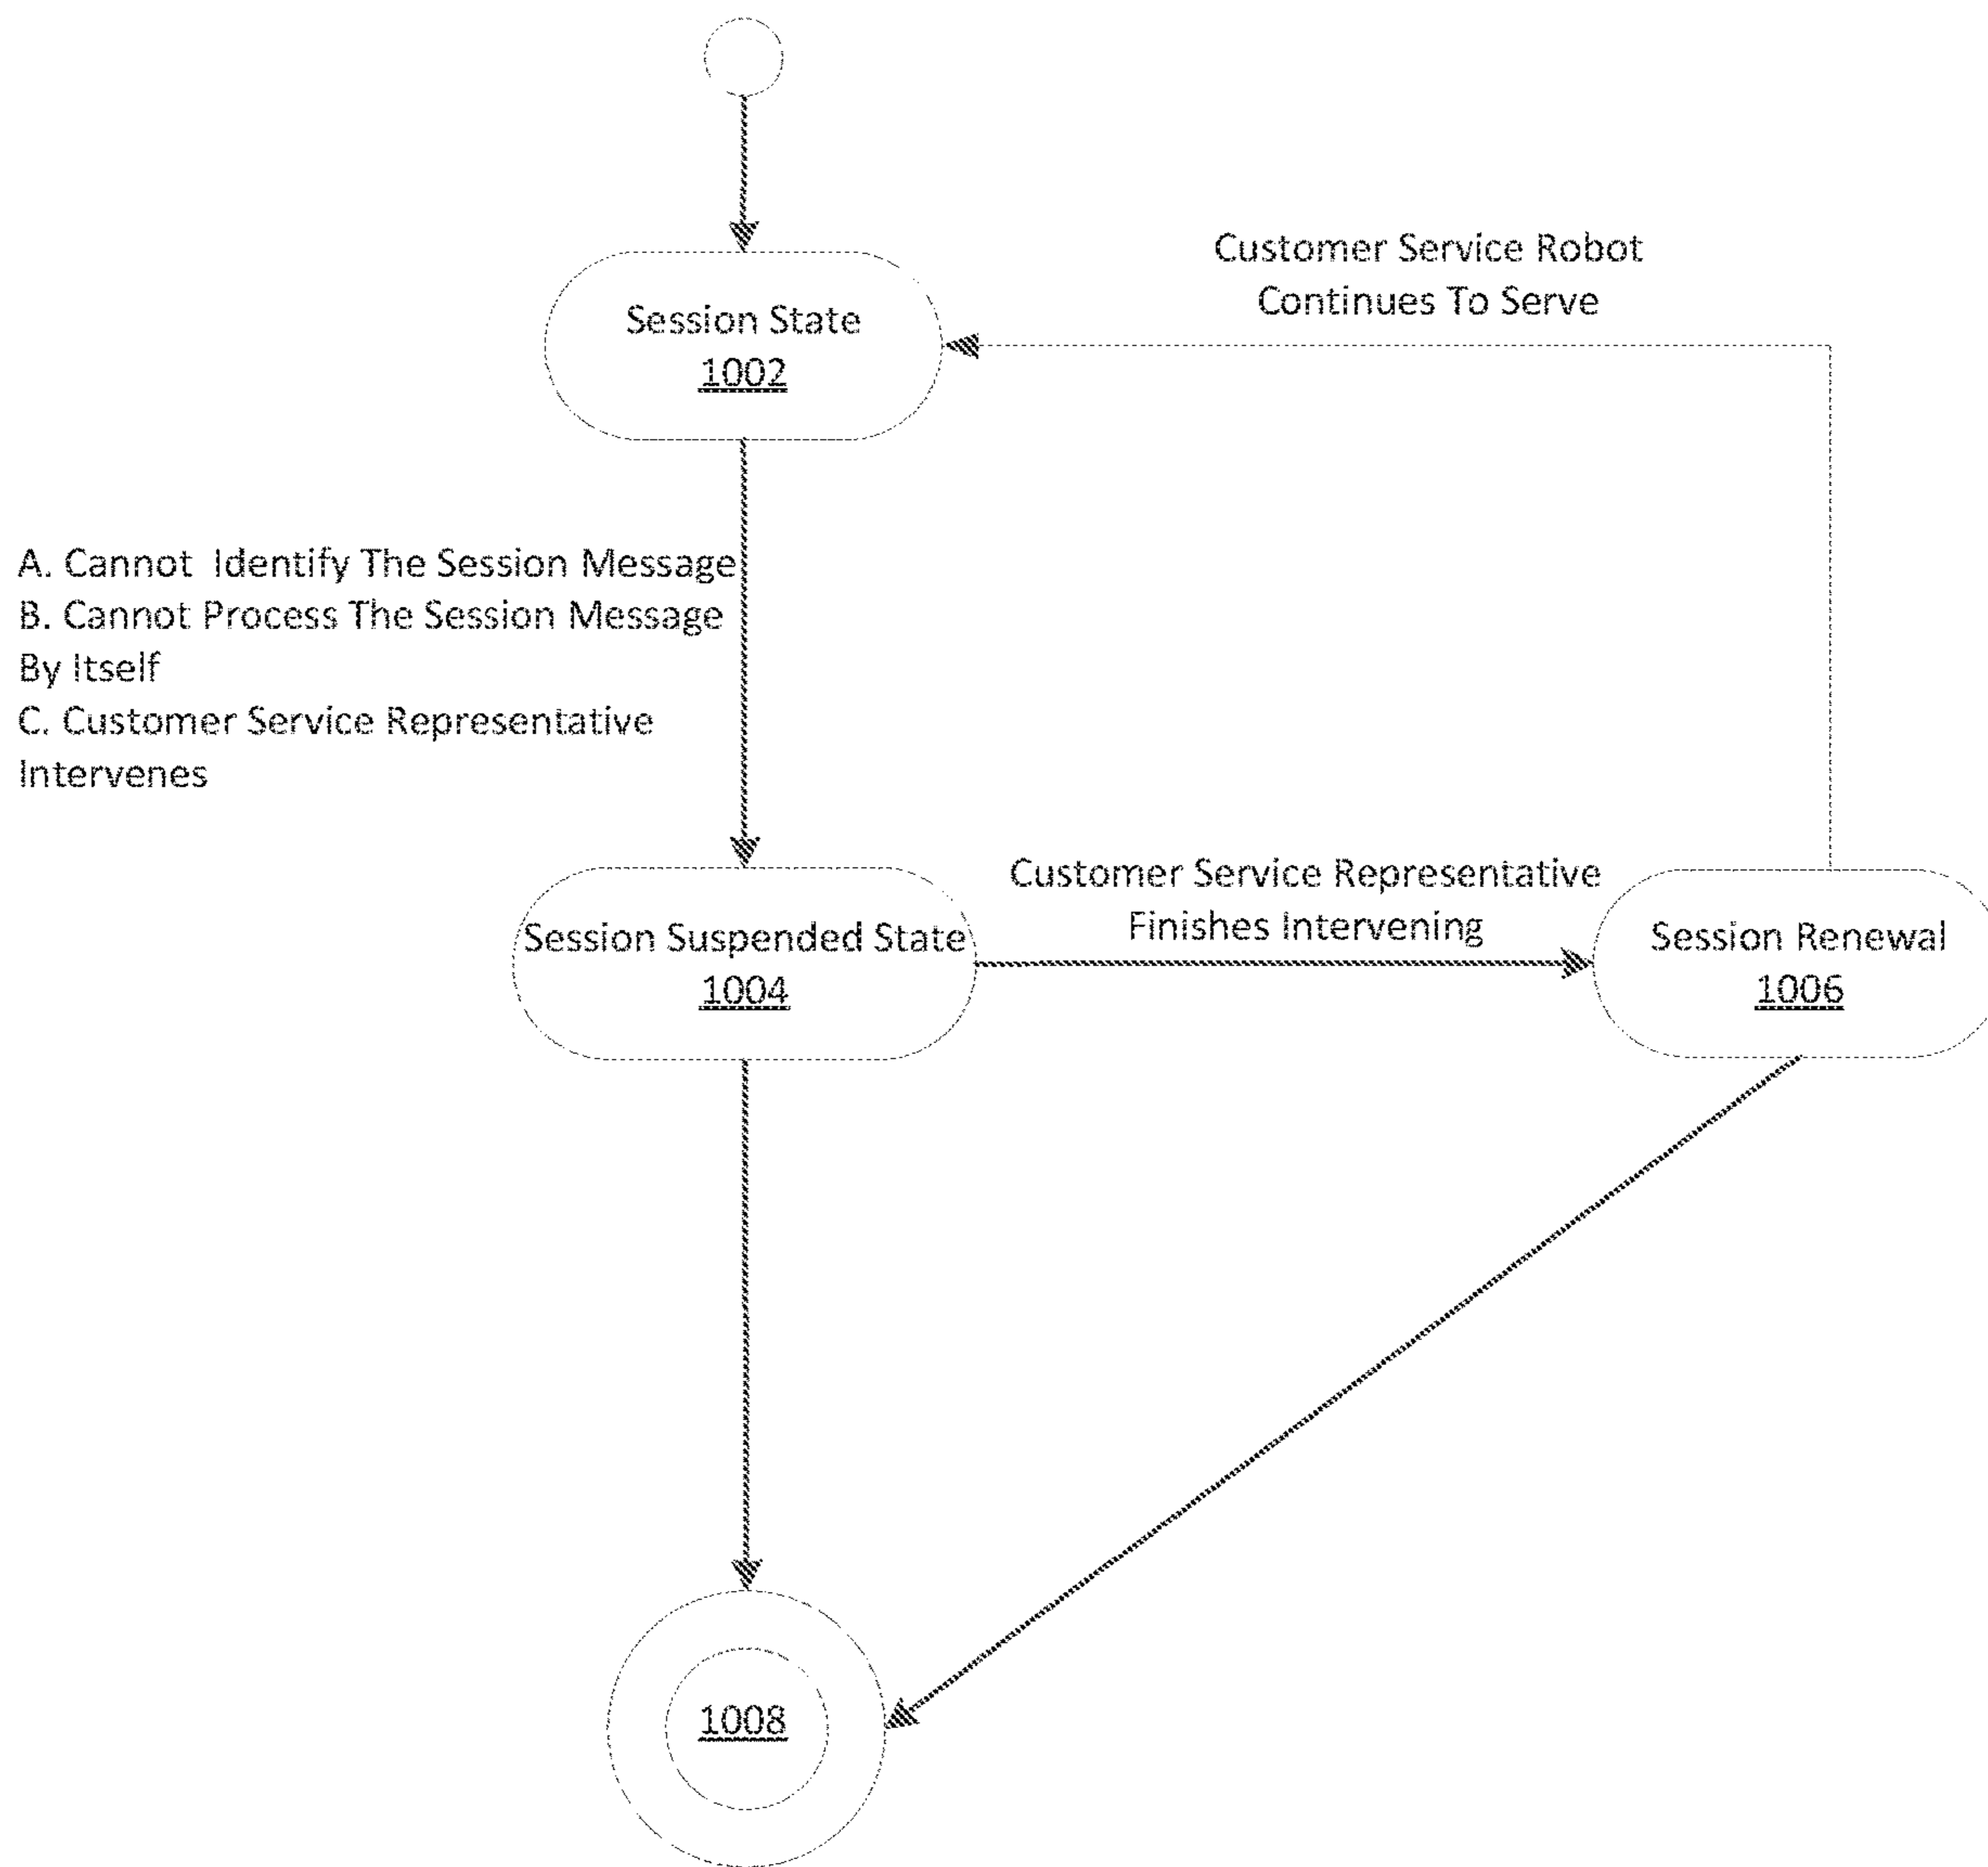 Customer Service Robot
Continues To Serve
Session State
1002
A. Cannot Identify The Session Message
B. Cannot Process The Session Message
By Itself
C. Customer Service Representative
Intervenes
Customer Service Representative
Finishes Intervening
Session Suspended State
1004
Session Renewal
1006
1008